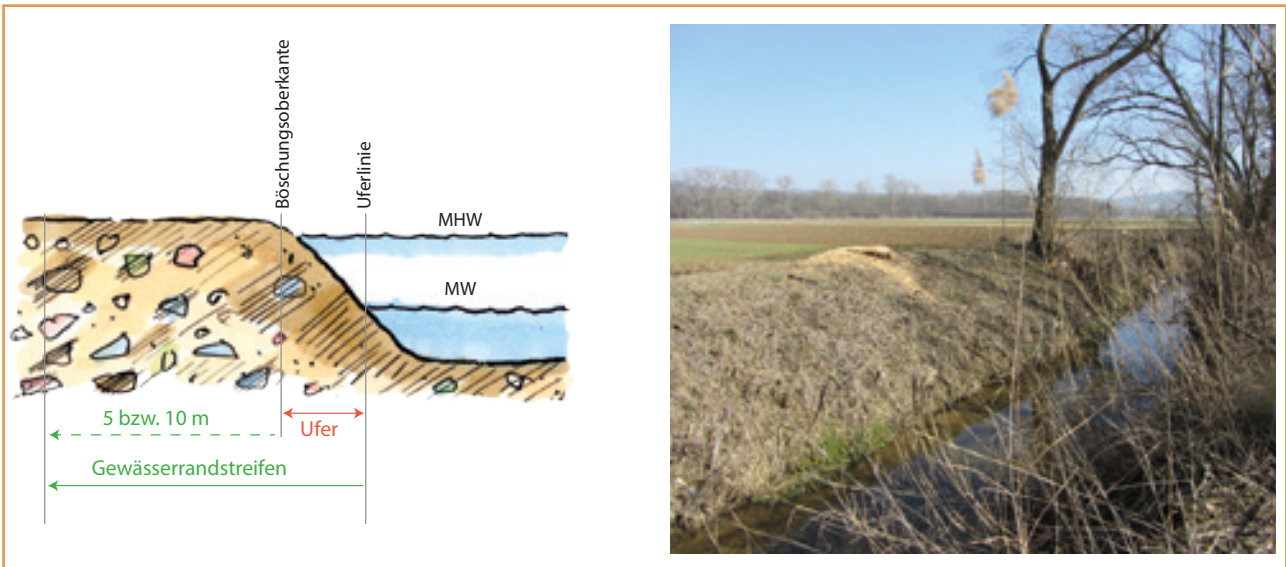 Böschungsoberkante
Uferlinie
MHW
MW
5 bzw. 10 m
Ufer
Gewässerrandstreifen